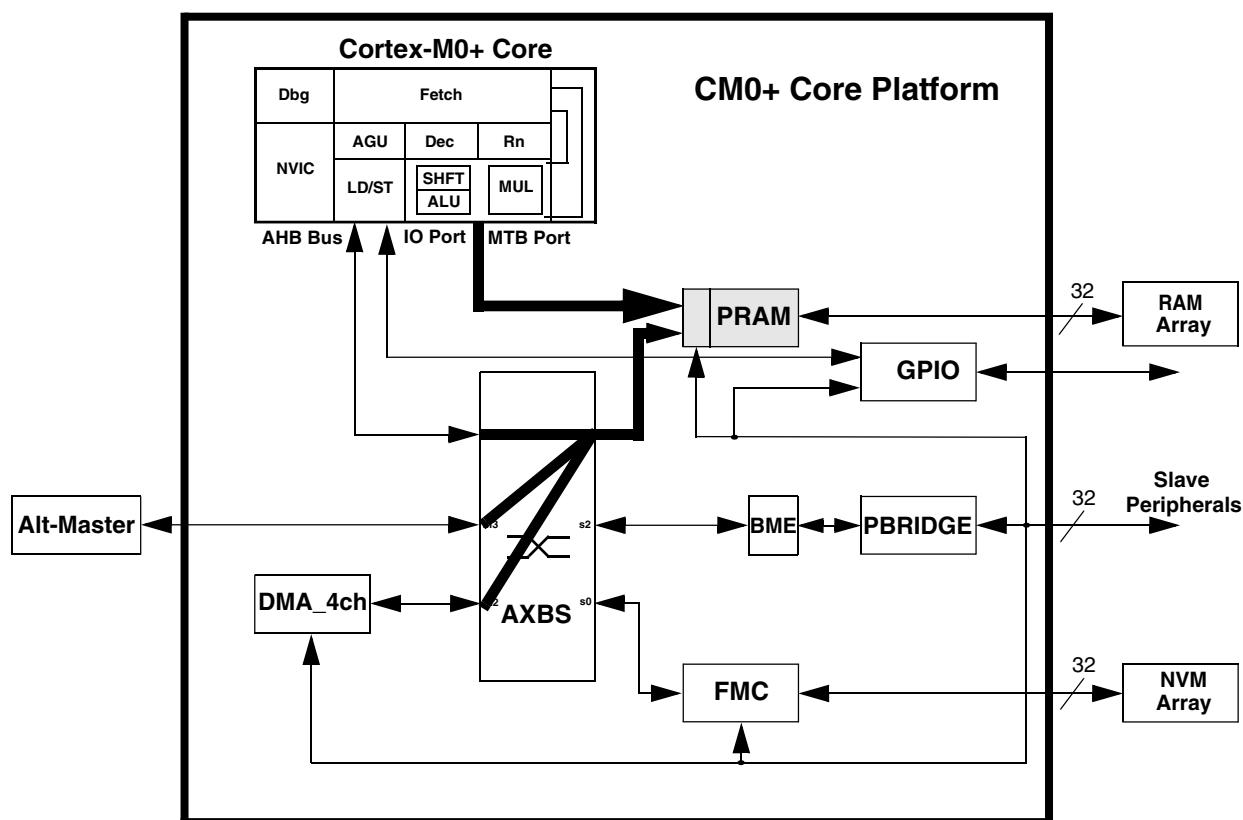 Cortex-M0+ Core
CM0+ Core Platform
Dbg
Fetch
AGU
Dec
Rn
NVIC
LD/ST
SHFT
ALU
MUL
AHB Bus
IO Port
MTB Port
PRAM
32
RAM
Array
GPIO
Alt-Master
s2
BME
PBRIDGE
32
Slave
Peripherals
DMA_4ch
AXBS
s0
FMC
32
NVM
Array